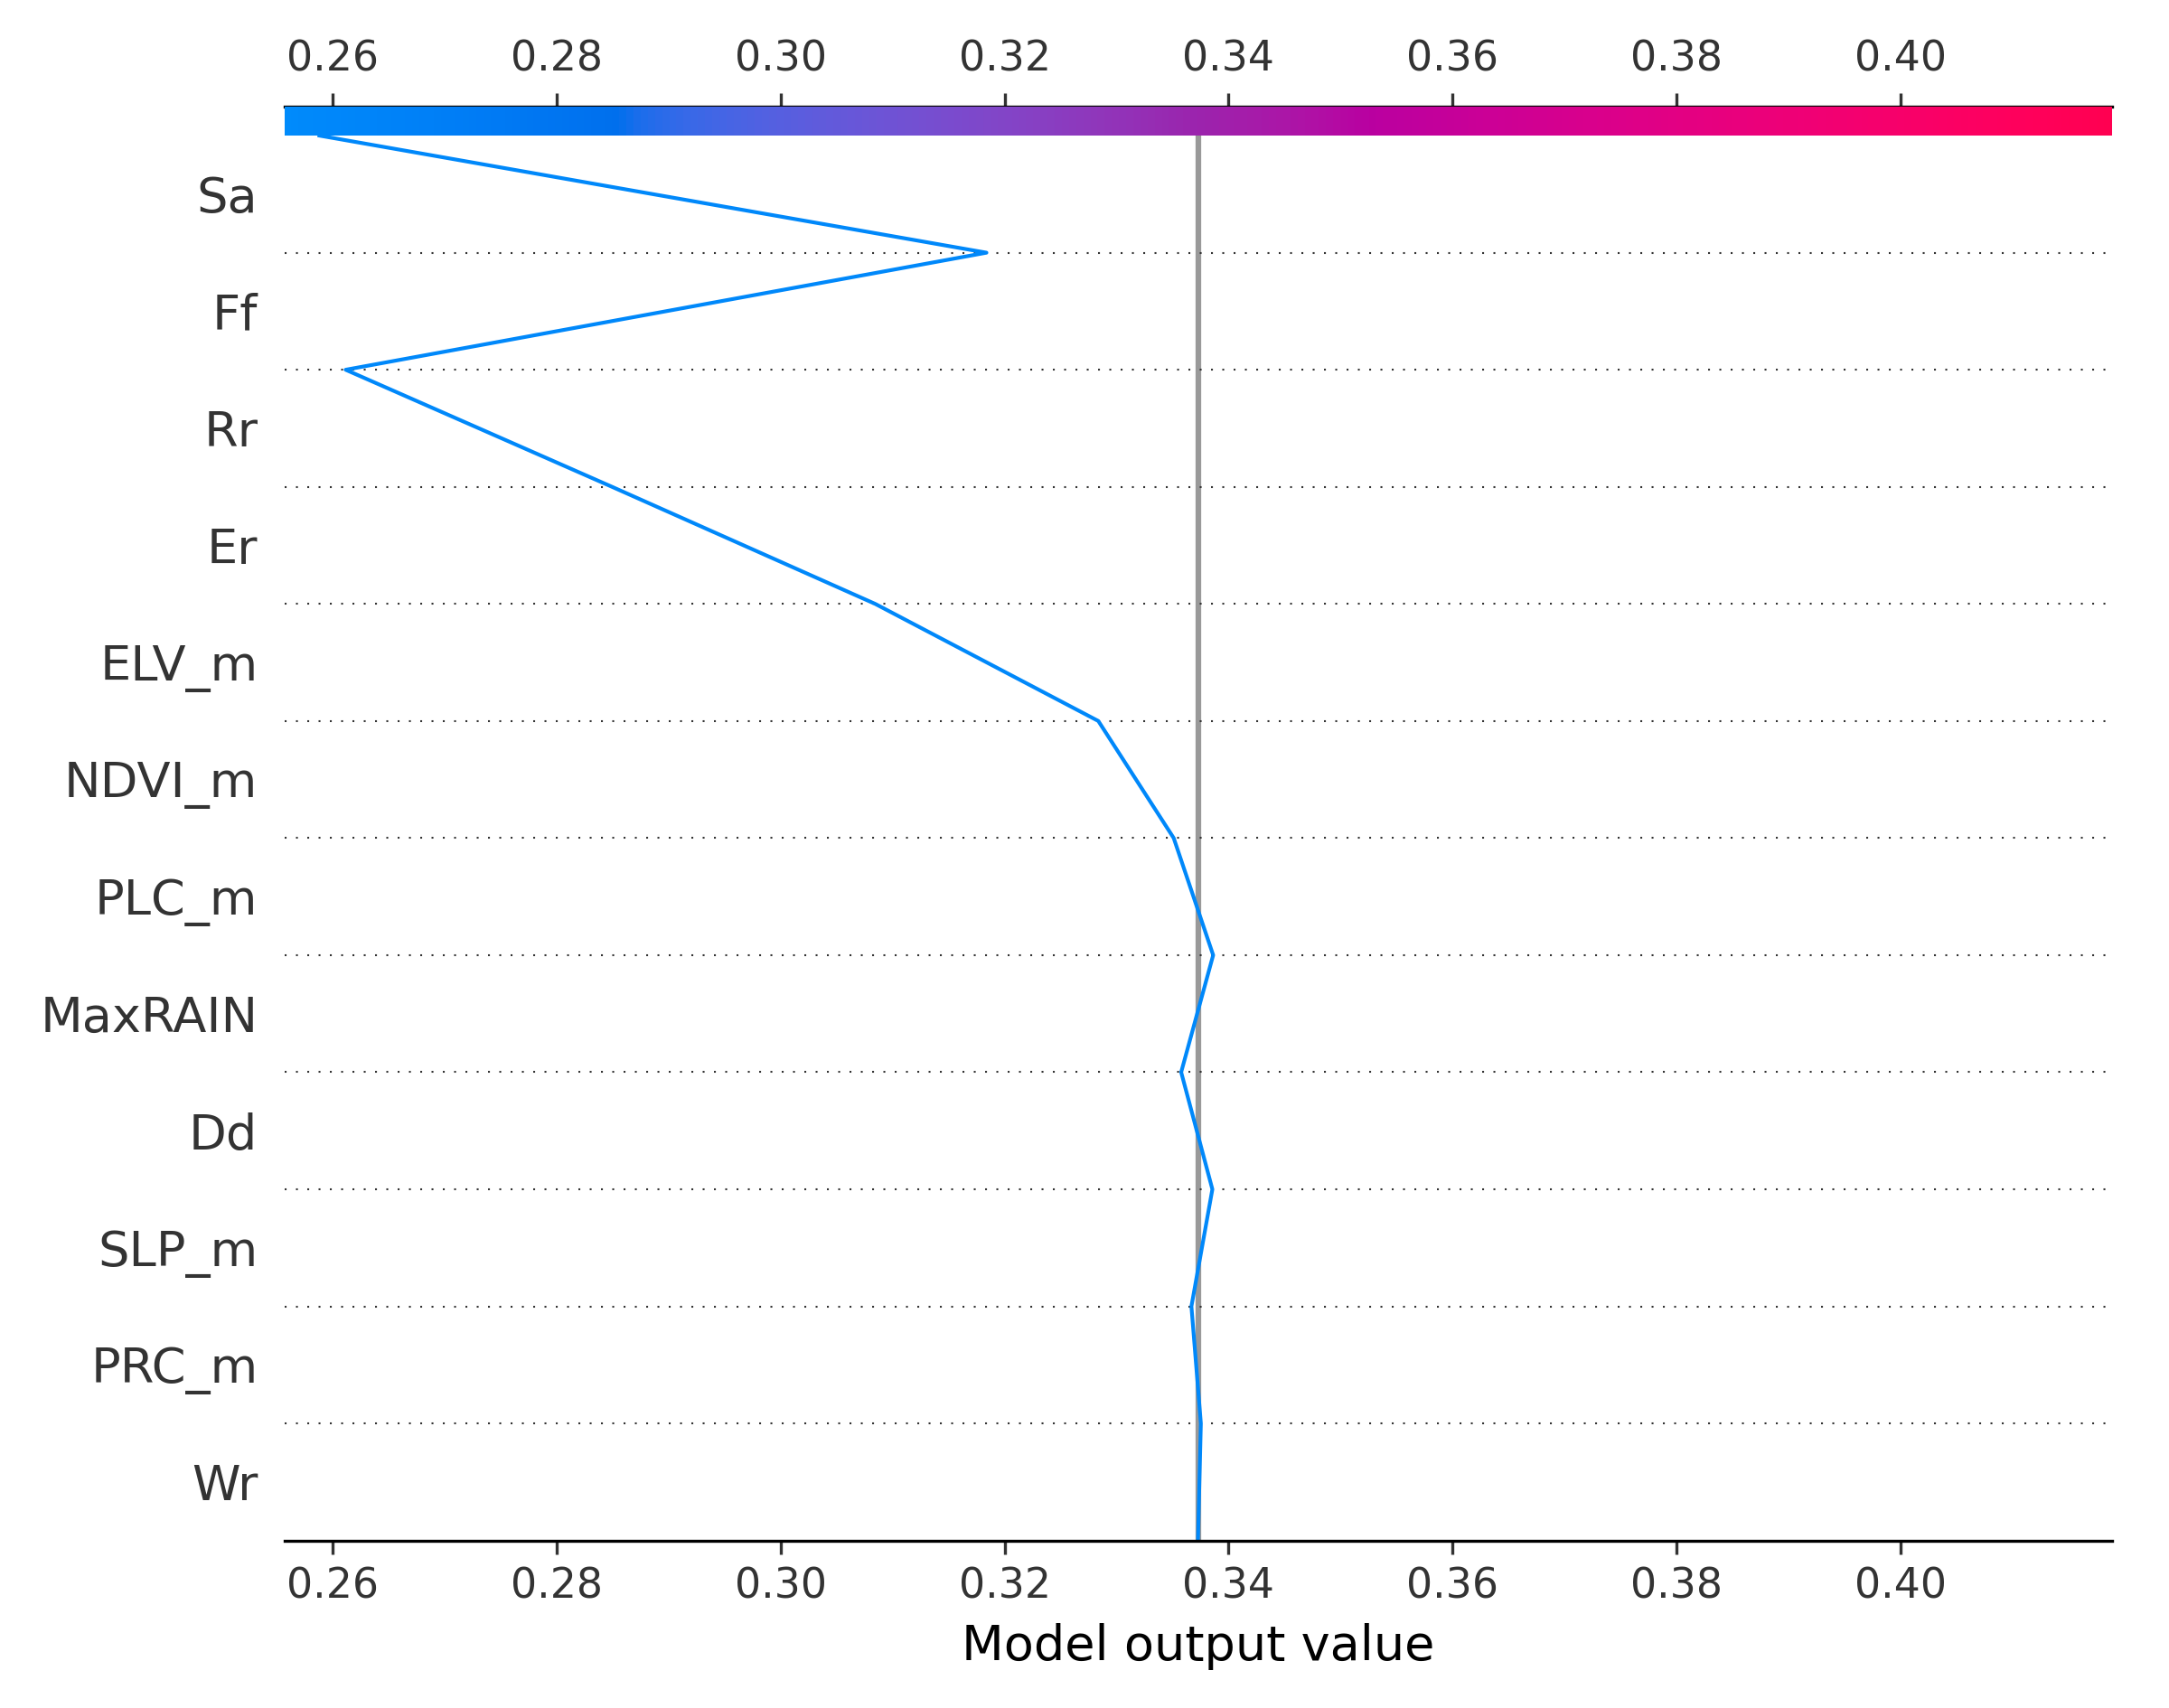 0.26 0.28 0.30 0.32 0.34 0.36 0.38 0.40
Sa
Ff
Rr
Er
ELV_m
NDVI_m
PLC_m
MaxRAIN
Dd
SLP_m
PRC_m
Wr
0.26 0.28 0.30 0.32 0.34 0.36 0.38 0.40
Model output value